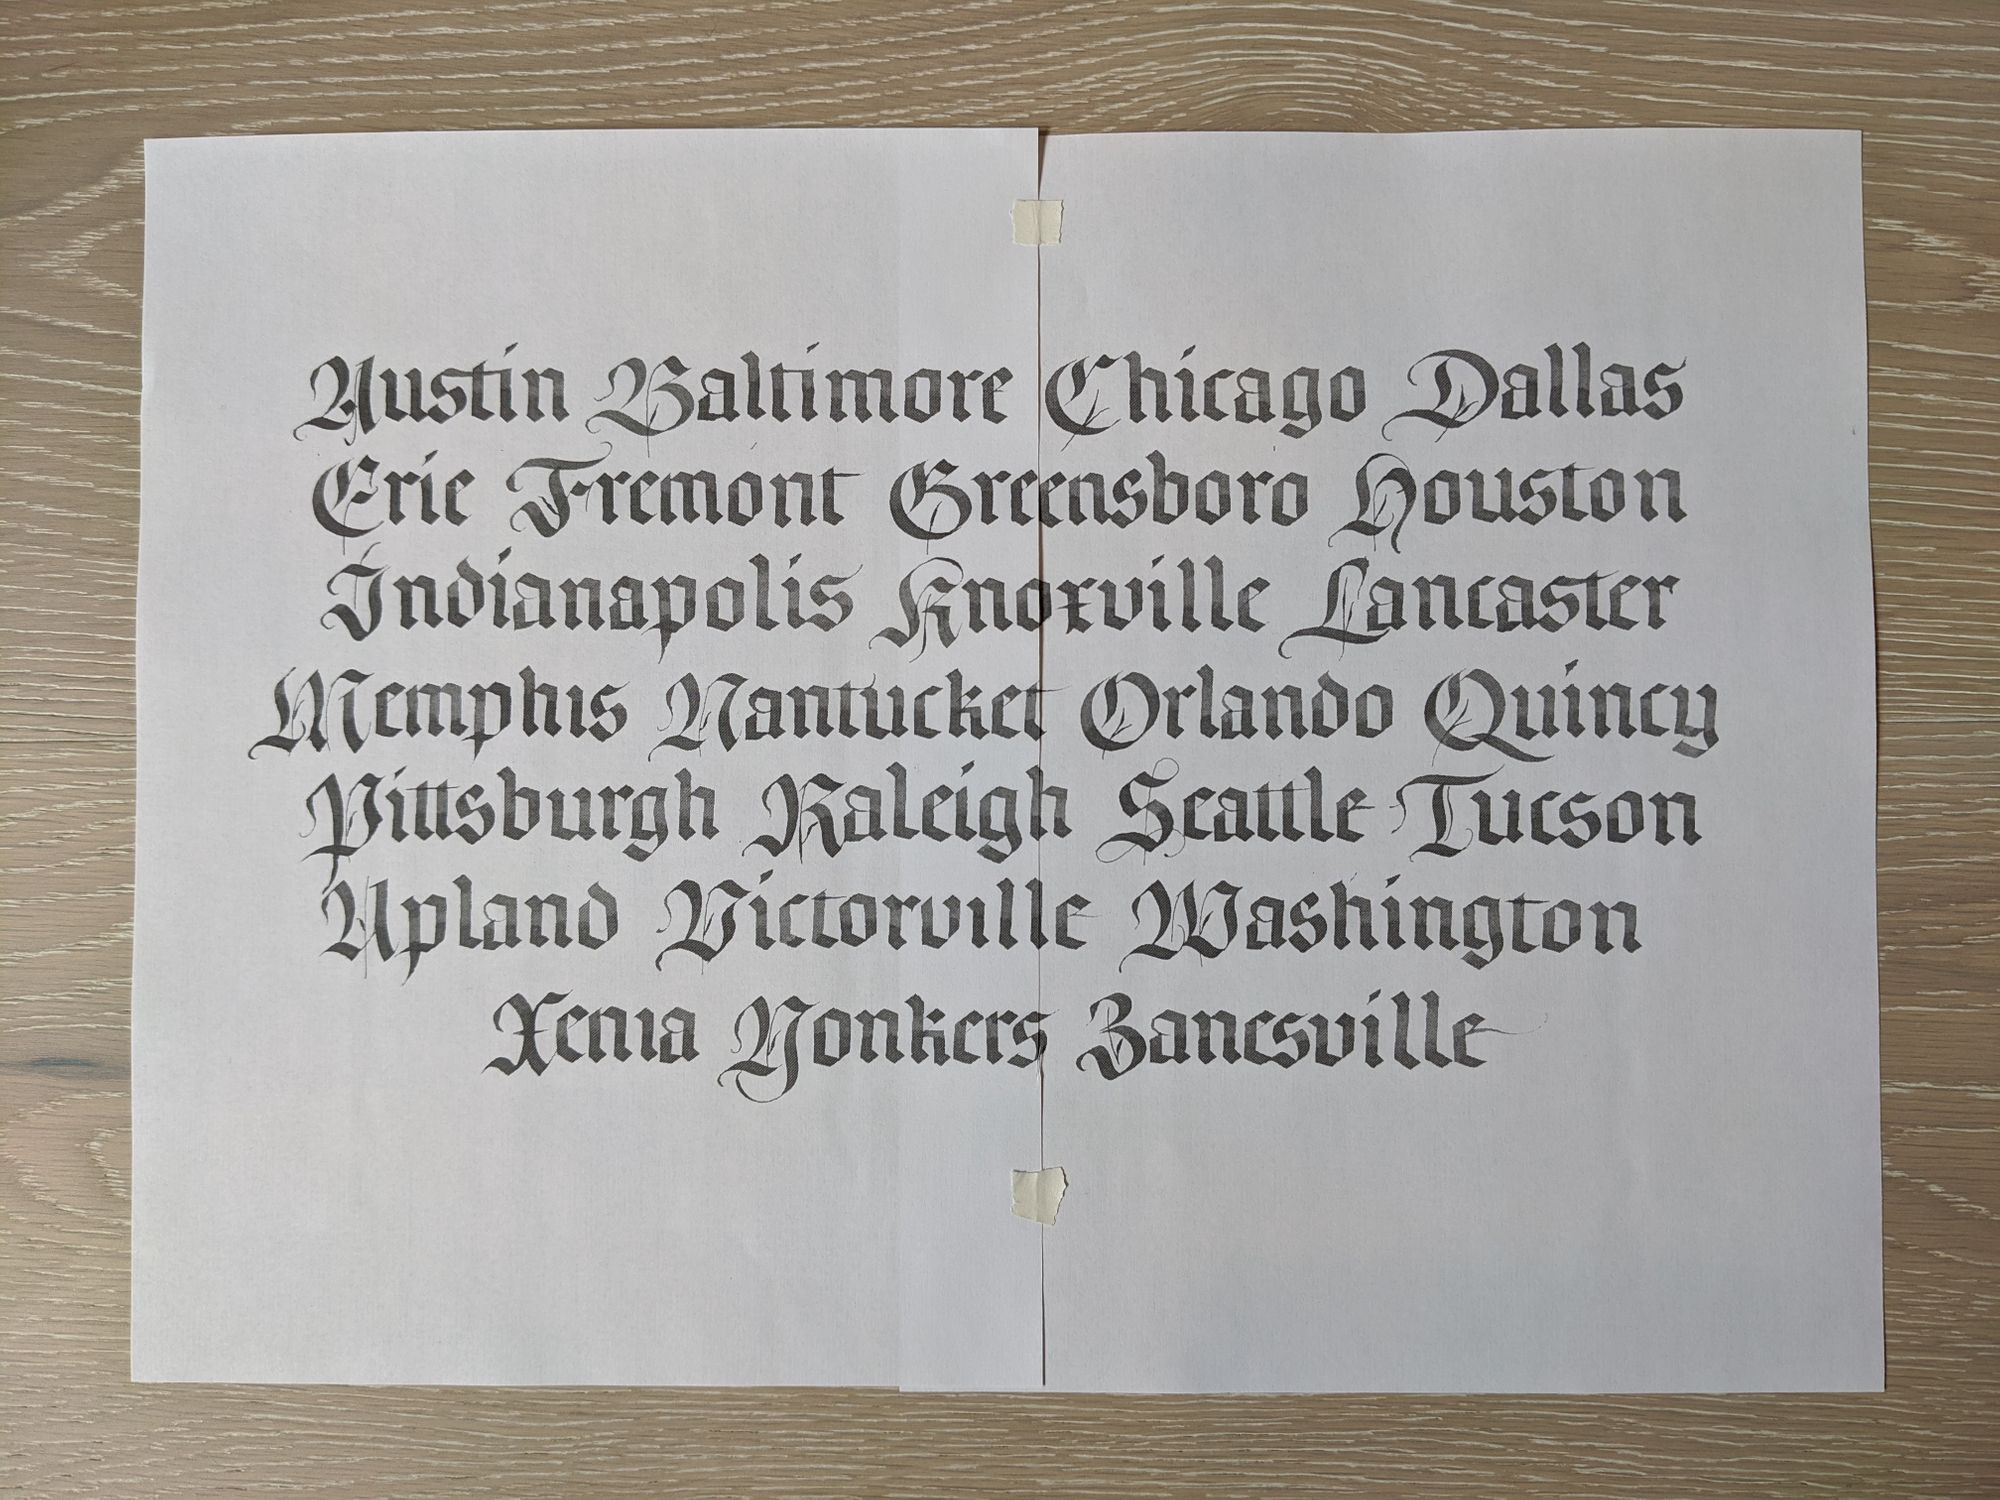 Austin Baltimore Chicago Dallas
Erie Fremont Greensboro Houston
Indianapolis Knoxville Lancaster
Memphis Nantucket Orlando Quincy
Pittsburgh Raleigh Seattle Tucson
Upland Victorville Washington
Xenia Yonkers Zanesville